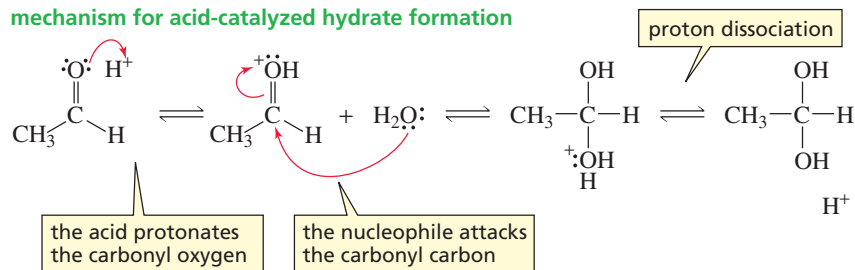 mechanism for acid-catalyzed hydrate formation
proton dissociation
O H+ +OH OH OH
CH3 C H CH3 C H + H2O CH3—C—H CH3—C—H
+OH OH
H
H+
the acid protonates
the carbonyl oxygen
the nucleophile attacks
the carbonyl carbon